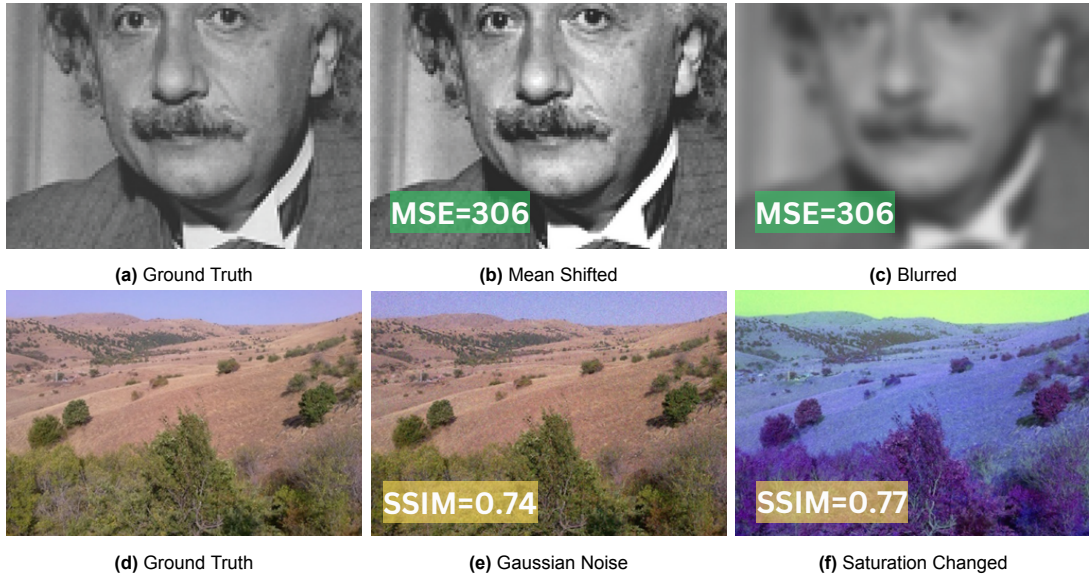 MSE=306
MSE=306
(a) Ground Truth
(b) Mean Shifted
(c) Blurred
SSIM=0.74
SSIM=0.77
(d) Ground Truth
(e) Gaussian Noise
(f) Saturation Changed